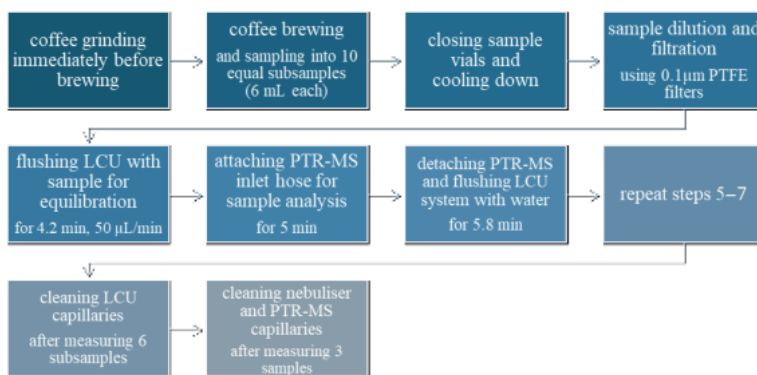 coffee grinding
immediately before
brewing
coffee brewing
and sampling into 10
equal subsamples
(6 mL each)
closing sample
vials and
cooling down
sample dilution and
filtration
using 0.1µm PTFE
filters
flushing LCU with
sample for
equilibration
for 4.2 min, 50 µL/min
attaching PTR-MS
inlet hose for
sample analysis
for 5 min
detaching PTR-MS
and flushing LCU
system with water
for 5.8 min
repeat steps 5–7
cleaning LCU
capillaries
after measuring 6
subsamples
cleaning nebuliser
and PTR-MS
capillaries
after measuring 3
samples